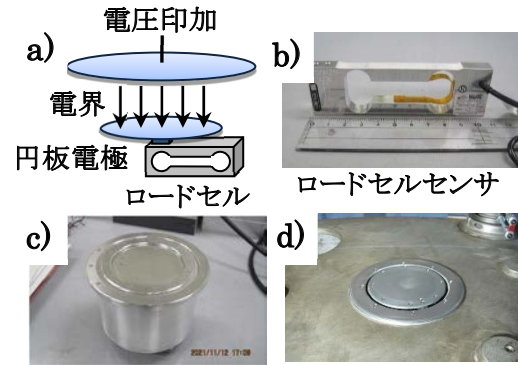 a)
電圧印加
電界
円板電極
ロードセル
b)
ロードセルセンサ
c)
2021/11/12 17:09
d)